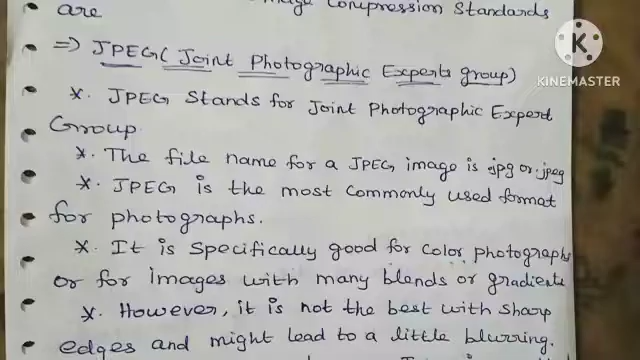 Image Compression Standards
are
=> JPEG (Joint Photographic Experts group)
*. JPEG Stands for Joint Photographic Expert
Group.
*. The file name for a JPEG image is .jpg or .jpeg
*. JPEG is the most commonly used format
for photographs.
*. It is specifically good for color photographs
or for images with many blends or gradients
*. However, it is not the best with sharp
edges and might lead to a little blurring.
K
KINEMASTER